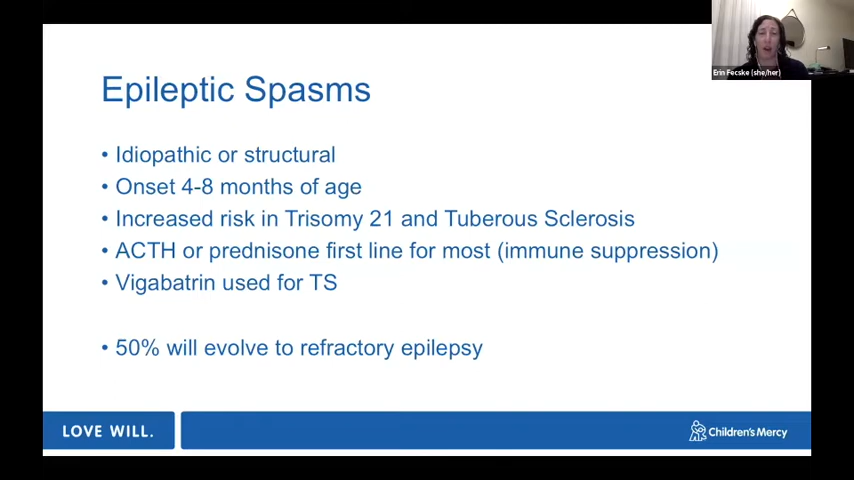 Erin Fecske (she/her)
Epileptic Spasms
• Idiopathic or structural
• Onset 4-8 months of age
• Increased risk in Trisomy 21 and Tuberous Sclerosis
• ACTH or prednisone first line for most (immune suppression)
• Vigabatrin used for TS
• 50% will evolve to refractory epilepsy
LOVE WILL.
Children's Mercy